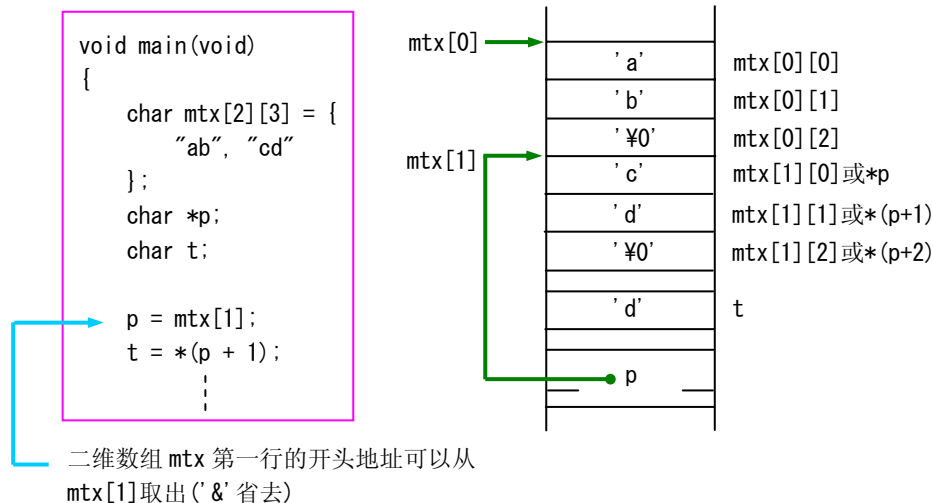 void main(void)
{
char mtx[2][3] = {
"ab", "cd"
};
char *p;
char t;
p = mtx[1];
t = *(p + 1);
mtx[0]
mtx[1]
'a' mtx[0][0]
'b' mtx[0][1]
'¥0' mtx[0][2]
'c' mtx[1][0]或*p
'd' mtx[1][1]或*(p+1)
'¥0' mtx[1][2]或*(p+2)
'd' t
p
二维数组 mtx 第一行的开头地址可以从
mtx[1]取出('&'省去)